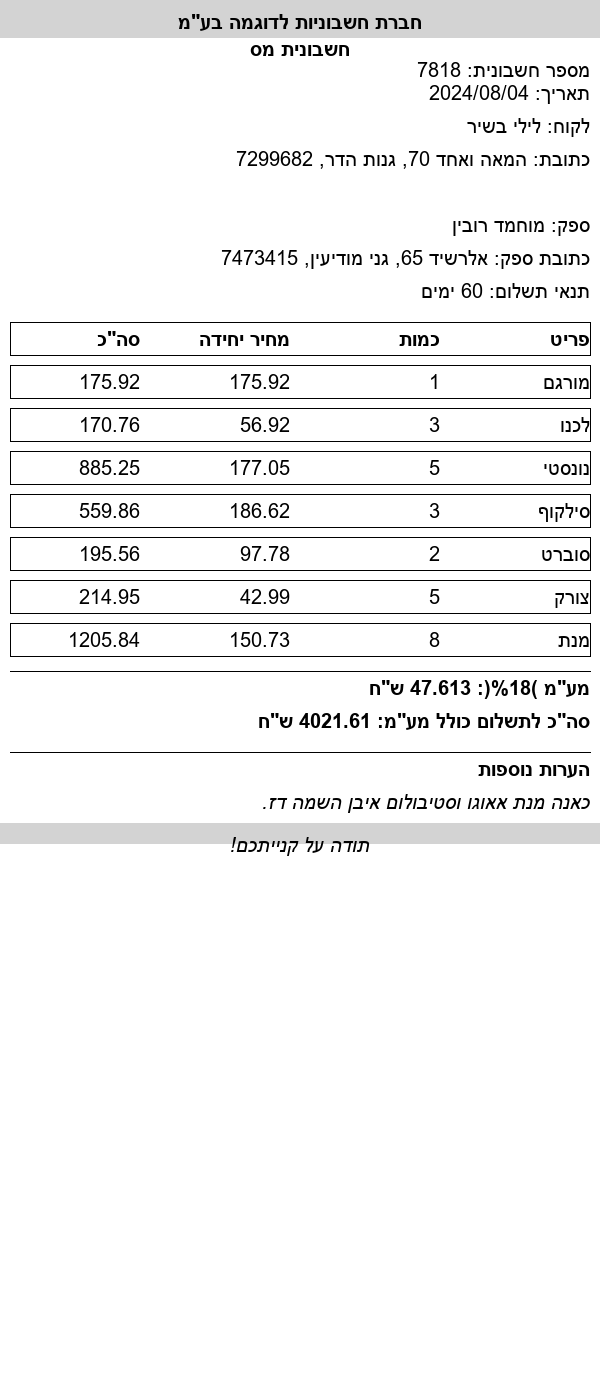 חברת חשבוניות לדוגמה בע"מ
חשבונית מס
מספר חשבונית: 7818
תאריך: 2024/08/04
לקוח: לילי בשיר
כתובת: המאה ואחד 70, גנות הדר, 7299682
ספק: מוחמד רובין
כתובת ספק: אלרשיד 65, גני מודיעין, 7473415
תנאי תשלום: 60 ימים
פריט כמות מחיר יחידה סה"כ
מורגם 1 175.92 175.92
לכנו 3 56.92 170.76
נונסטי 5 177.05 885.25
סילקוף 3 186.62 559.86
סוברט 2 97.78 195.56
צורק 5 42.99 214.95
מנת 8 150.73 1205.84
מע"מ )18%(: 47.613 ש"ח
סה"כ לתשלום כולל מע"מ: 4021.61 ש"ח
הערות נוספות
כאנה מנת אאוגו וסטיבולום איבן השמה דז.
תודה על קנייתכם!